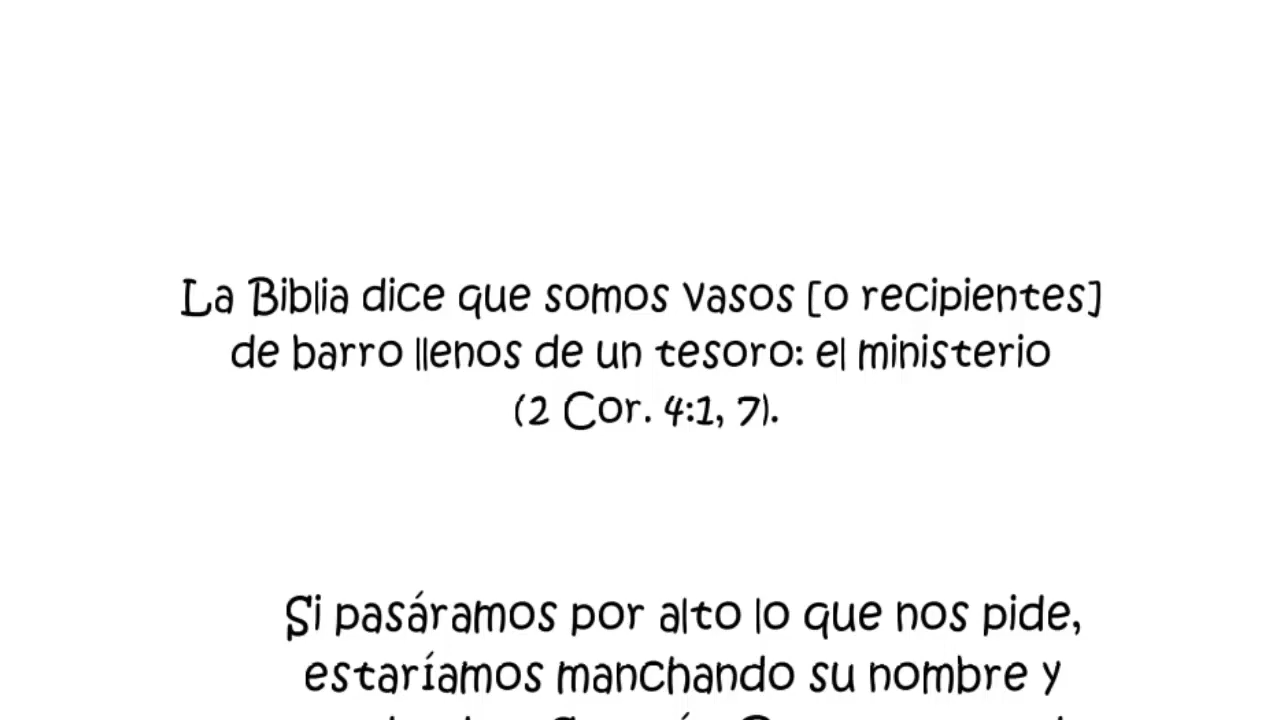 La Biblia dice que somos vasos [o recipientes]
de barro llenos de un tesoro: el ministerio
(2 Cor. 4:1, 7).
Si pasáramos por alto lo que nos pide,
estaríamos manchando su nombre y